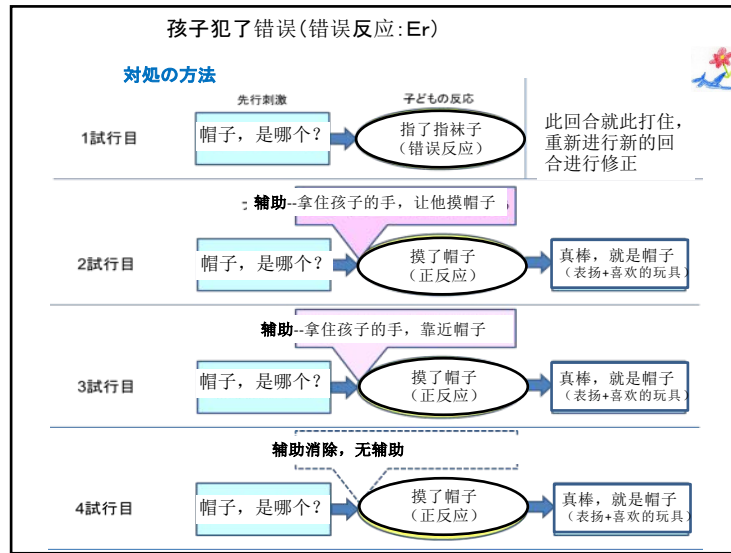 孩子犯了错误(错误反应:Er)
対処の方法
先行刺激
子どもの反応
1試行目
帽子，是哪个？
指了指袜子
（错误反应）
此回合就此打住，
重新进行新的回
合进行修正
辅助--拿住孩子的手，让他摸帽子
2試行目
帽子，是哪个？
摸了帽子
（正反应）
真棒，就是帽子
（表扬+喜欢的玩具）
辅助--拿住孩子的手，靠近帽子
3試行目
帽子，是哪个？
摸了帽子
（正反应）
真棒，就是帽子
（表扬+喜欢的玩具）
辅助消除，无辅助
4試行目
帽子，是哪个？
摸了帽子
（正反应）
真棒，就是帽子
（表扬+喜欢的玩具）